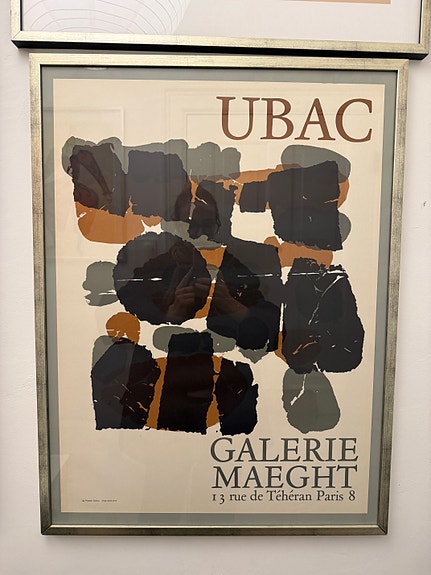 UBAC
GALERIE
MAEGHT
13 rue de Téhéran Paris 8